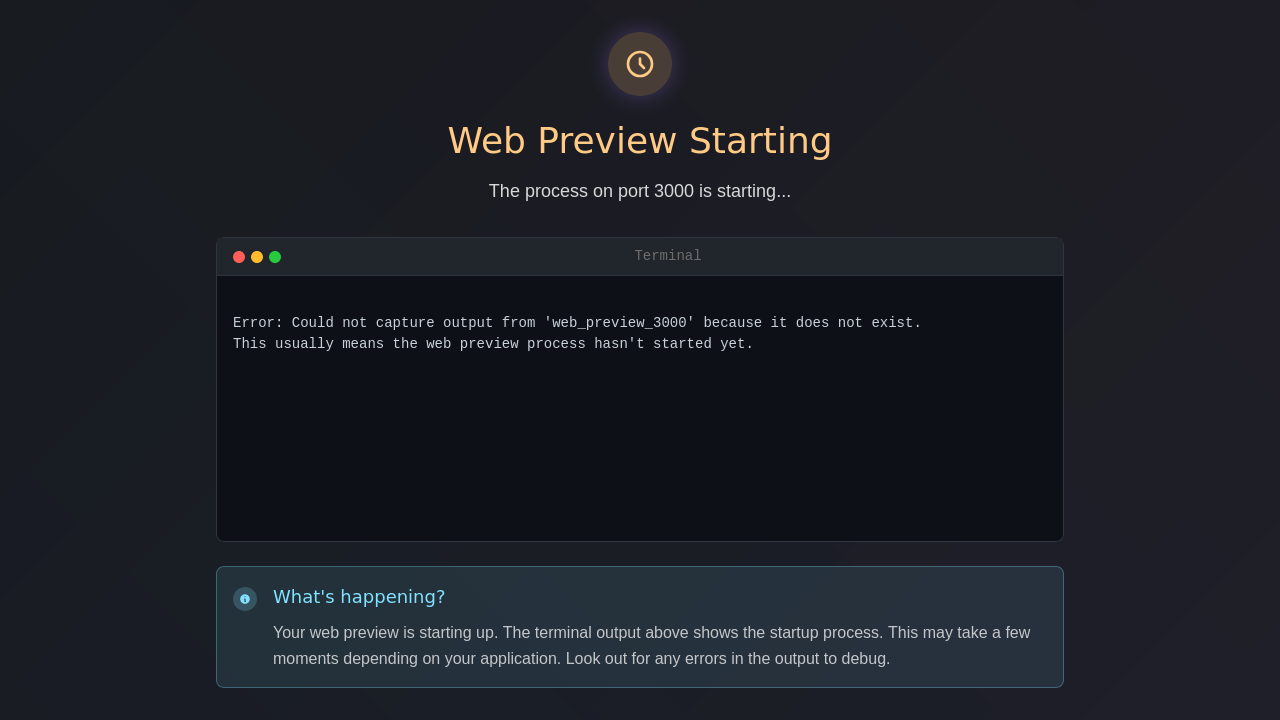 Web Preview Starting
The process on port 3000 is starting...
Terminal
Error: Could not capture output from 'web_preview_3000' because it does not exist.
This usually means the web preview process hasn't started yet.
What's happening?
Your web preview is starting up. The terminal output above shows the startup process. This may take a few
moments depending on your application. Look out for any errors in the output to debug.